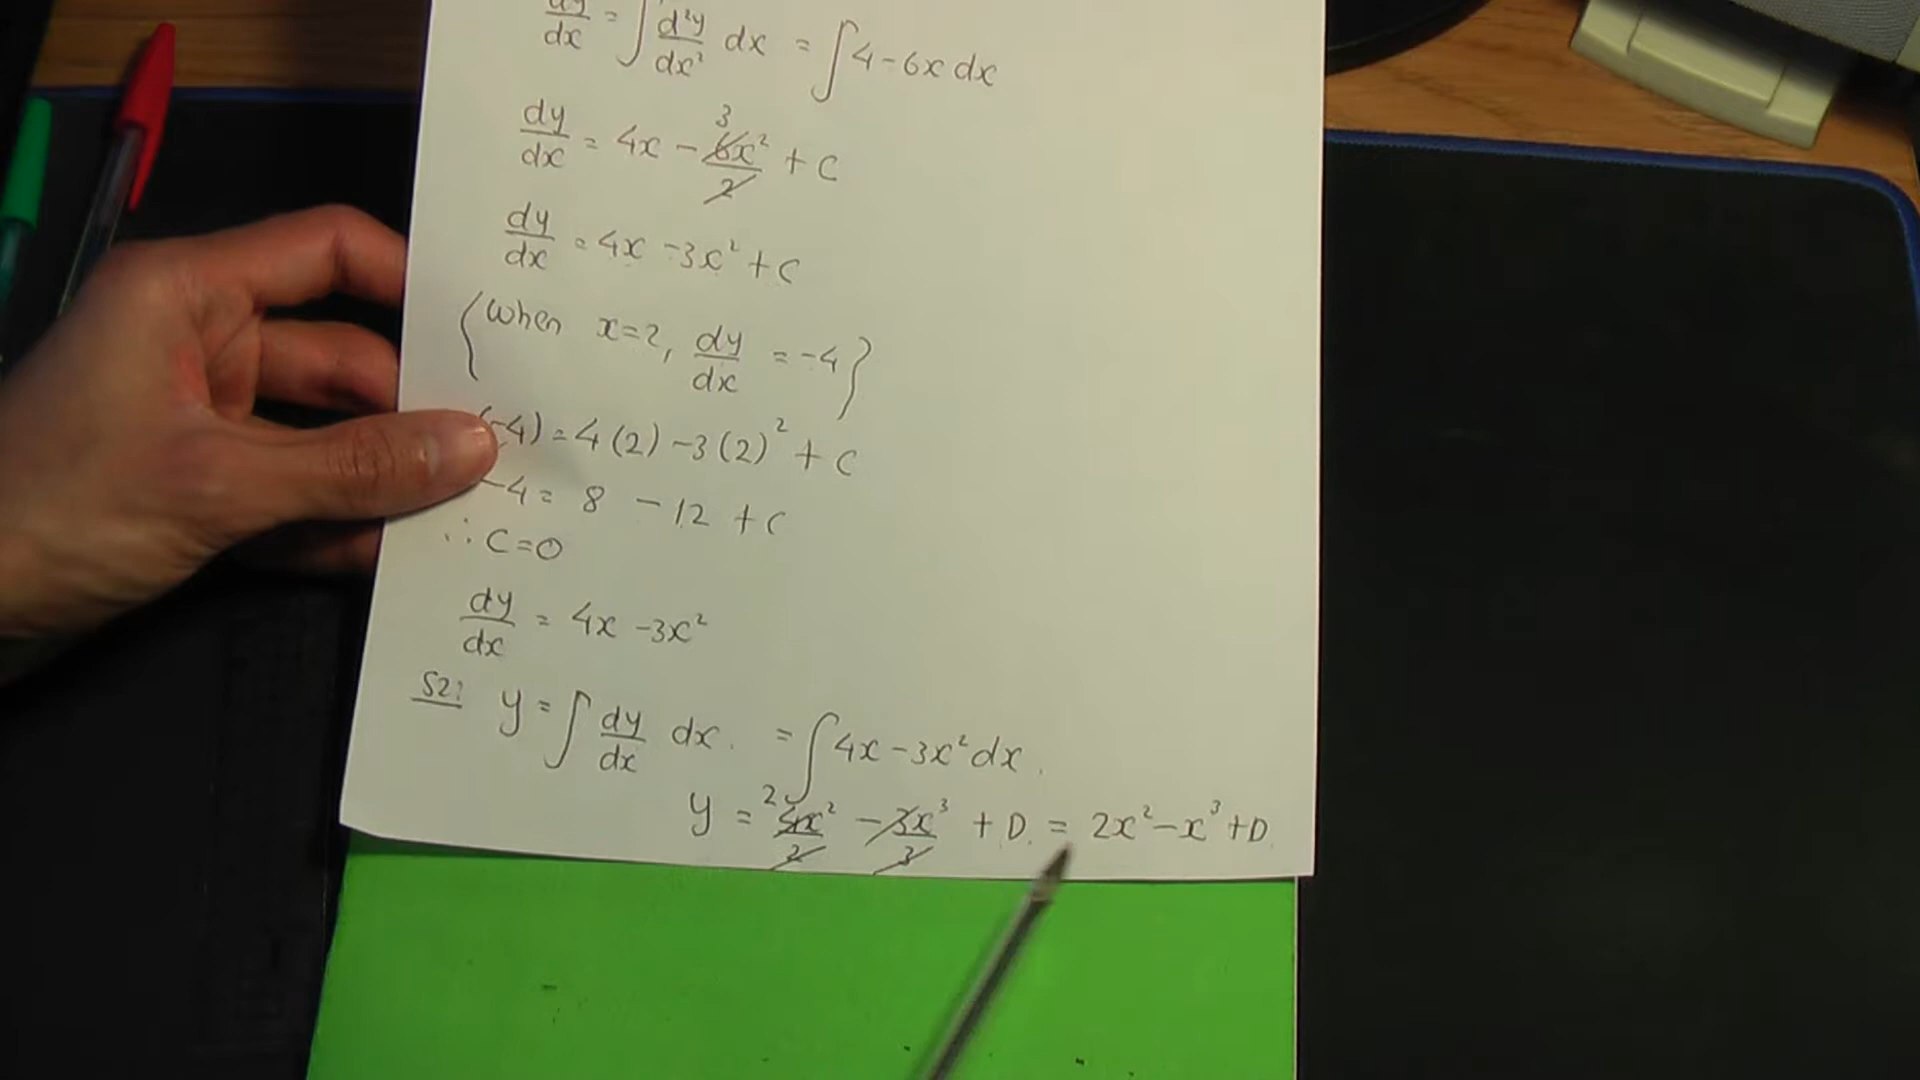 dy/dx = ∫ d²y/dx² dx = ∫ 4 - 6x dx
dy/dx = 4x - 6x²/2 + C
3
dy/dx = 4x - 3x² + C
{When x=2, dy/dx = -4}
(-4) = 4(2) - 3(2)² + C
-4 = 8 - 12 + C
∴ C=0
dy/dx = 4x - 3x²
S2: y = ∫ dy/dx dx. = ∫ 4x - 3x² dx.
y = 2 4x²/2 - 3x³/3 + D. = 2x² - x³ + D.